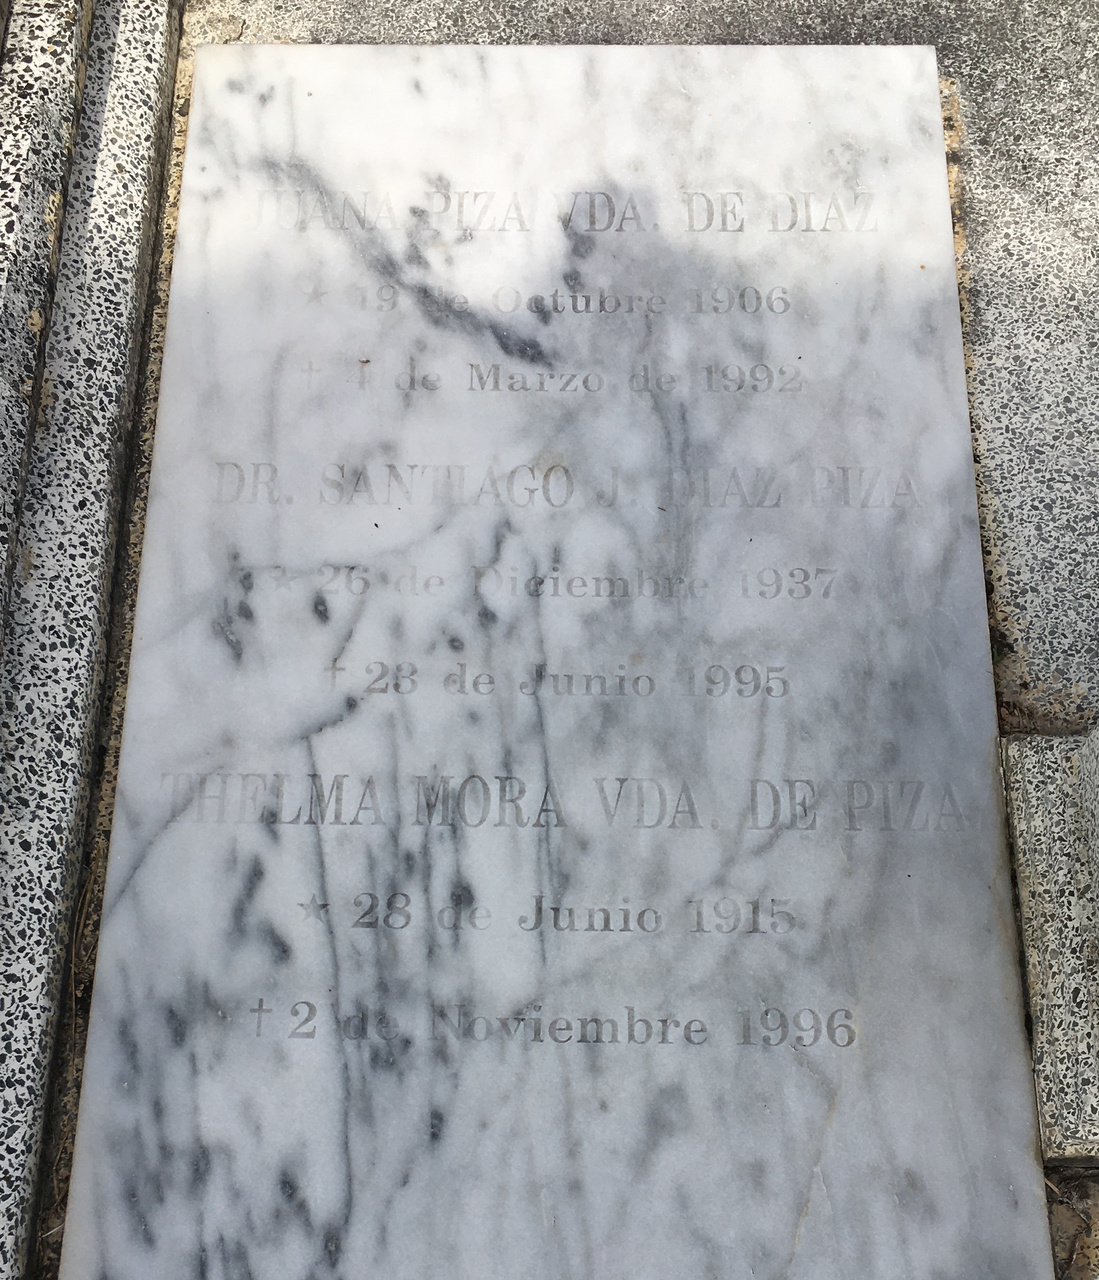 JUANA PIZA VDA. DE DIAZ
★ 19 de Octubre 1906
† 4 de Marzo de 1992
DR. SANTIAGO J. DIAZ PIZA
★ 26 de Diciembre 1937
† 23 de Junio 1995
THELMA MORA VDA. DE PIZA
★ 28 de Junio 1915
† 2 de Noviembre 1996